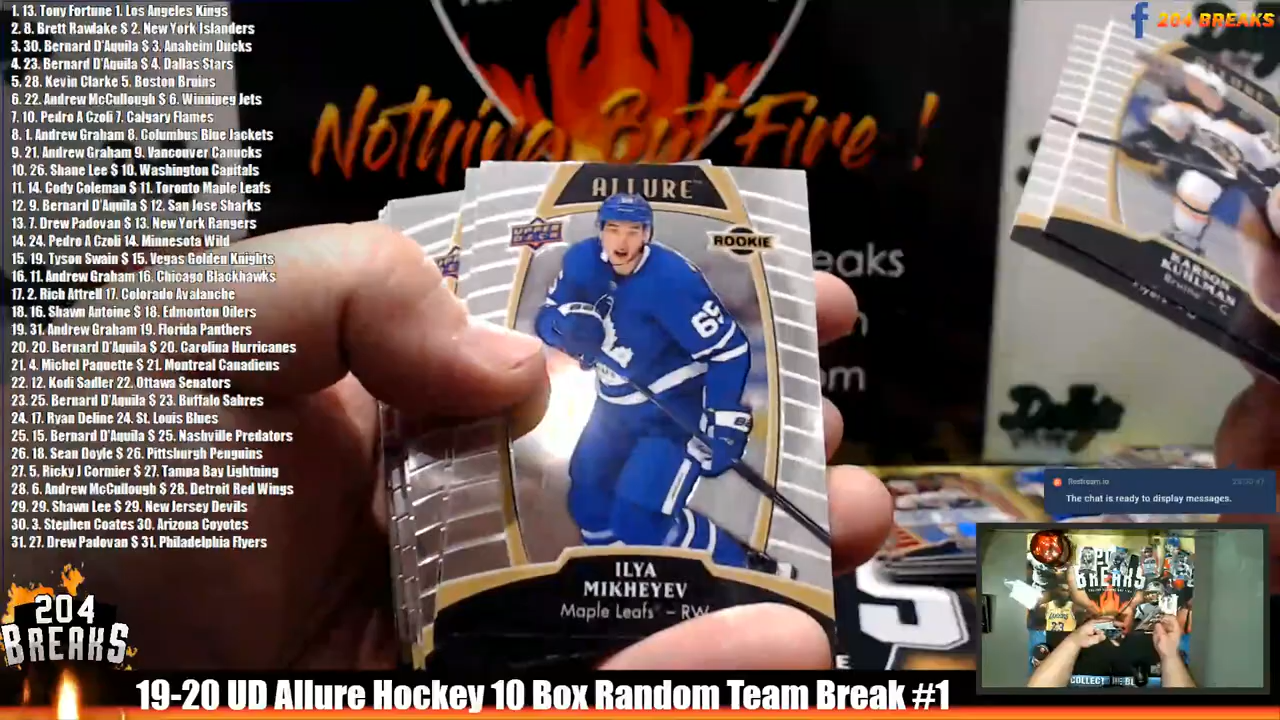 1. 13. Tony Fortune 1. Los Angeles Kings
2. 8. Brett Rawlake $ 2. New York Islanders
3. 30. Bernard D'Aquila $ 3. Anaheim Ducks
4. 23. Bernard D'Aquila $ 4. Dallas Stars
5. 28. Kevin Clarke 5. Boston Bruins
6. 22. Andrew McCullough $ 6. Winnipeg Jets
7. 10. Pedro A Czoli 7. Calgary Flames
8. 1. Andrew Graham 8. Columbus Blue Jackets
9. 21. Andrew Graham 9. Vancouver Canucks
10. 26. Shane Lee $ 10. Washington Capitals
11. 14. Cody Coleman $ 11. Toronto Maple Leafs
12. 9. Bernard D'Aquila $ 12. San Jose Sharks
13. 7. Drew Padovan $ 13. New York Rangers
14. 24. Pedro A Czoli 14. Minnesota Wild
15. 19. Tyson Swain $ 15. Vegas Golden Knights
16. 11. Andrew Graham 16. Chicago Blackhawks
17. 2. Rich Attrell 17. Colorado Avalanche
18. 16. Shawn Antoine $ 18. Edmonton Oilers
19. 31. Andrew Graham 19. Florida Panthers
20. 20. Bernard D'Aquila $ 20. Carolina Hurricanes
21. 4. Michel Paquette $ 21. Montreal Canadiens
22. 12. Kodi Sadler 22. Ottawa Senators
23. 25. Bernard D'Aquila $ 23. Buffalo Sabres
24. 17. Ryan Deline 24. St. Louis Blues
25. 15. Bernard D'Aquila $ 25. Nashville Predators
26. 18. Sean Doyle $ 26. Pittsburgh Penguins
27. 5. Ricky J Cormier $ 27. Tampa Bay Lightning
28. 6. Andrew McCullough $ 28. Detroit Red Wings
29. 29. Shawn Lee $ 29. New Jersey Devils
30. 3. Stephen Coates 30. Arizona Coyotes
31. 27. Drew Padovan $ 31. Philadelphia Flyers
204
BREAKS
Nothing But Fire !
204 BREAKS
ALLURE
UPPER DECK
ROOKIE
65
ILYA
MIKHEYEV
Maple Leafs - RW
KARSON
KUHLMAN
Bruins - C
eaks
om
Restream.io
The chat is ready to display messages.
BREAKS
19-20 UD Allure Hockey 10 Box Random Team Break #1